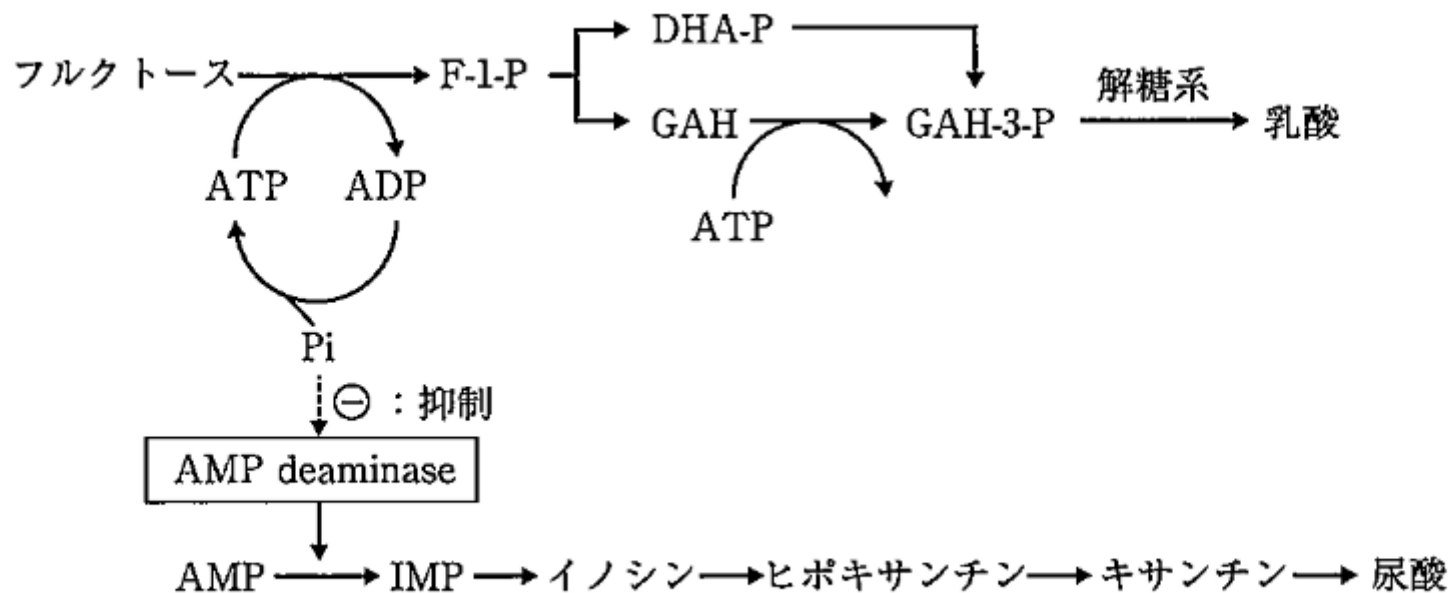 DHA-P
フルクトース F-1-P 解糖系
GAH GAH-3-P 乳酸
ATP ADP
ATP
Pi
⊖：抑制
AMP deaminase
AMP IMP イノシン ヒポキサンチン キサンチン 尿酸